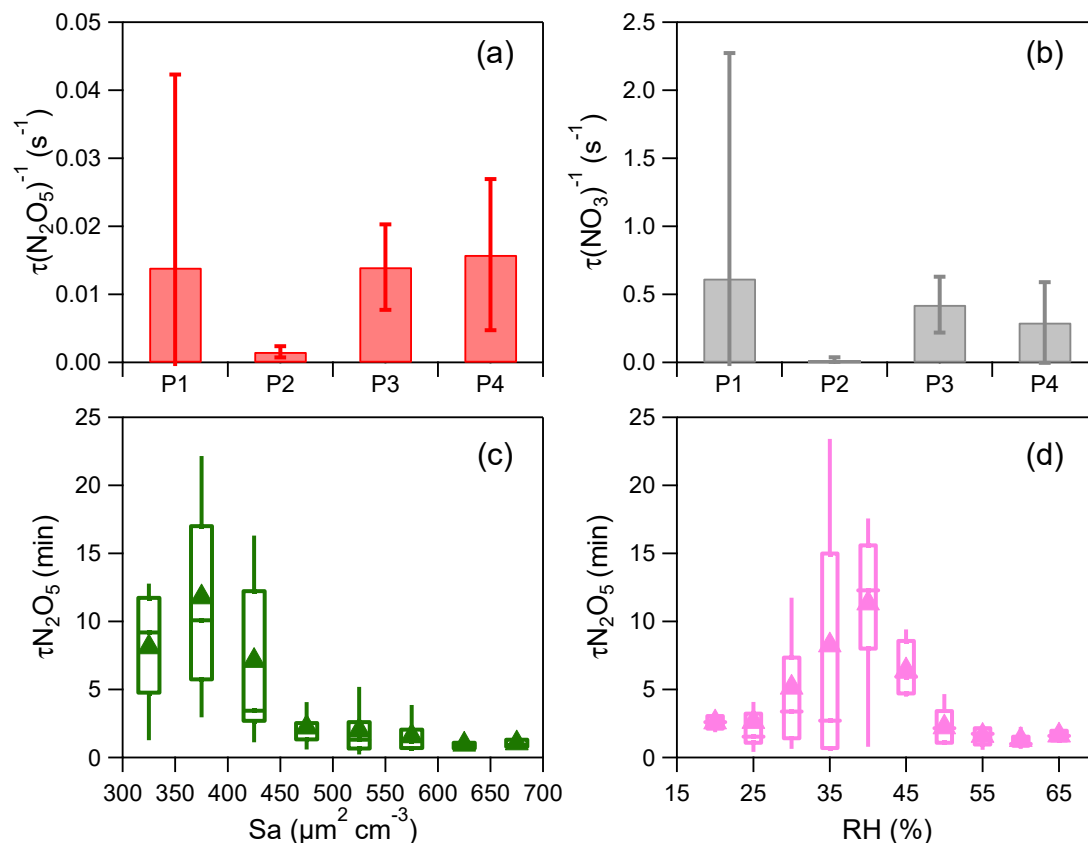 (a)
τ(N₂O₅)⁻¹ (s⁻¹)
0.05
0.04
0.03
0.02
0.01
0.00
P1 P2 P3 P4
(b)
τ(NO₃)⁻¹ (s⁻¹)
2.5
2.0
1.5
1.0
0.5
0.0
P1 P2 P3 P4
(c)
τN₂O₅ (min)
25
20
15
10
5
0
300 350 400 450 500 550 600 650 700
Sa (µm² cm⁻³)
(d)
τN₂O₅ (min)
25
20
15
10
5
0
15 25 35 45 55 65
RH (%)